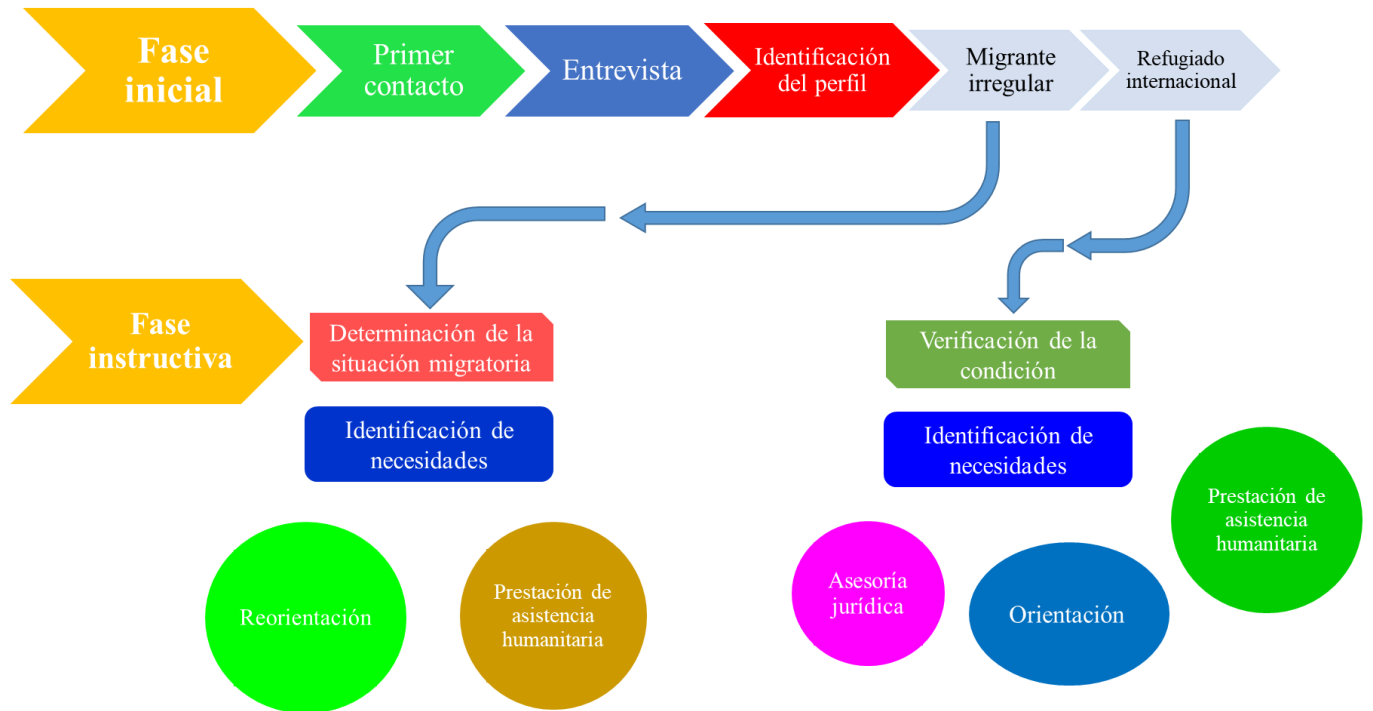 Fase
inicial
Primer
contacto
Entrevista
Identificación
del perfil
Migrante
irregular
Refugiado
internacional
Fase
instructiva
Determinación de la
situación migratoria
Verificación de la
condición
Identificación de
necesidades
Identificación de
necesidades
Reorientación
Prestación de
asistencia
humanitaria
Asesoría
jurídica
Orientación
Prestación de
asistencia
humanitaria